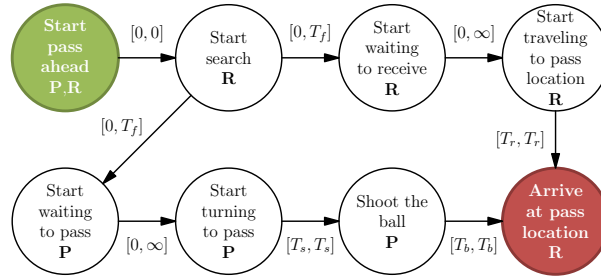 Start
pass
ahead
P,R
[0, 0]
Start
search
R
[0, T_f]
Start
waiting
to receive
R
[0, ∞]
Start
traveling
to pass
location
R
[0, T_f]
[T_r, T_r]
Start
waiting
to pass
P
[0, ∞]
Start
turning
to pass
P
[T_s, T_s]
Shoot the
ball
P
[T_b, T_b]
Arrive
at pass
location
R